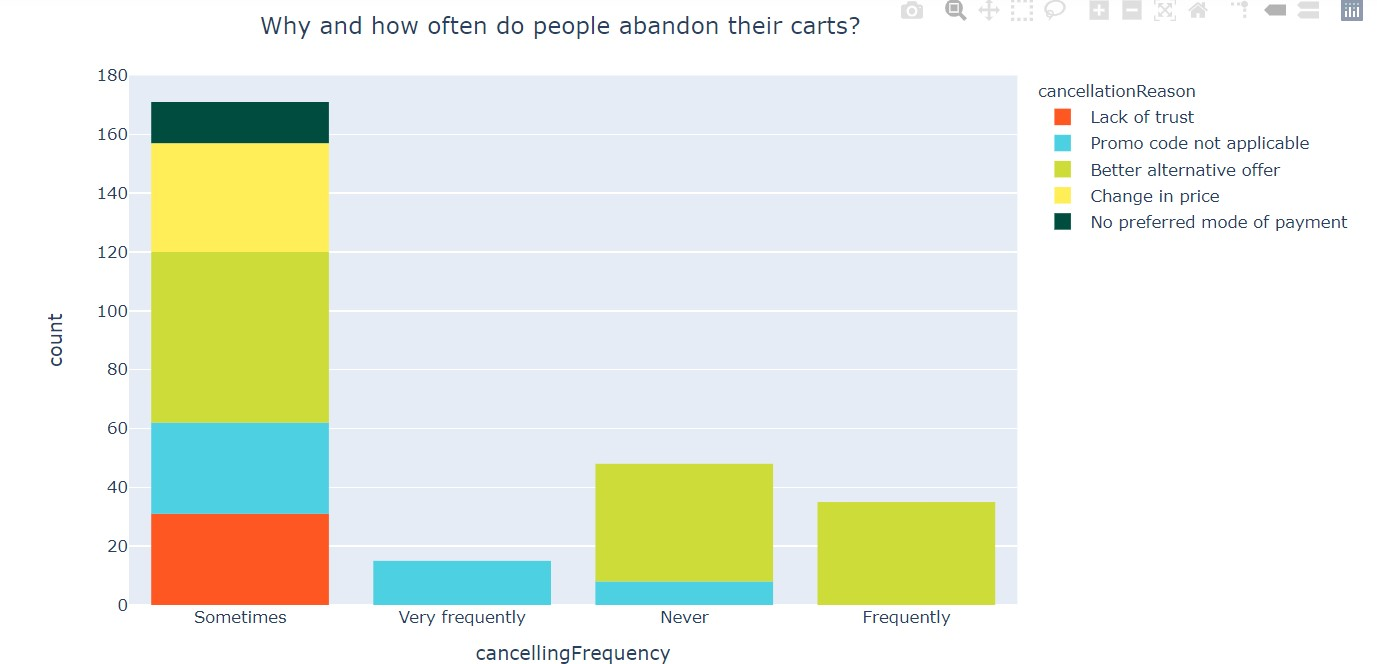 Why and how often do people abandon their carts?
180
160
140
120
100
80
60
40
20
0
count
Sometimes
Very frequently
Never
Frequently
cancellingFrequency
cancellationReason
Lack of trust
Promo code not applicable
Better alternative offer
Change in price
No preferred mode of payment